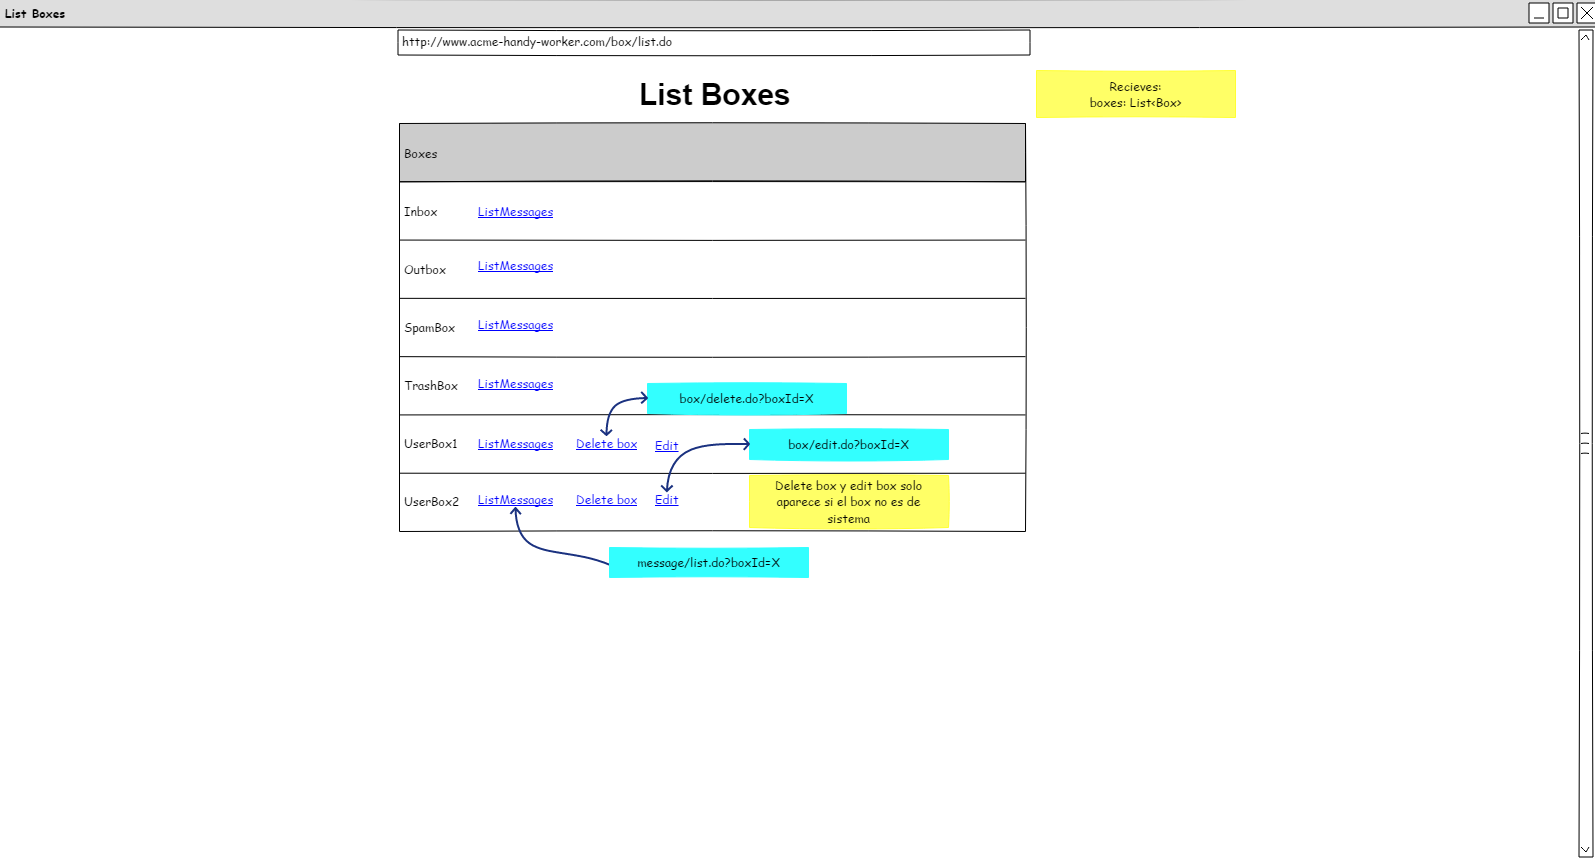 List Boxes
http://www.acme-handy-worker.com/box/list.do
List Boxes
Recieves:
boxes: List<Box>
Boxes
Inbox ListMessages
Outbox ListMessages
SpamBox ListMessages
TrashBox ListMessages
box/delete.do?boxId=X
UserBox1 ListMessages Delete box Edit
box/edit.do?boxId=X
UserBox2 ListMessages Delete box Edit
Delete box y edit box solo
aparece si el box no es de
sistema
message/list.do?boxId=X